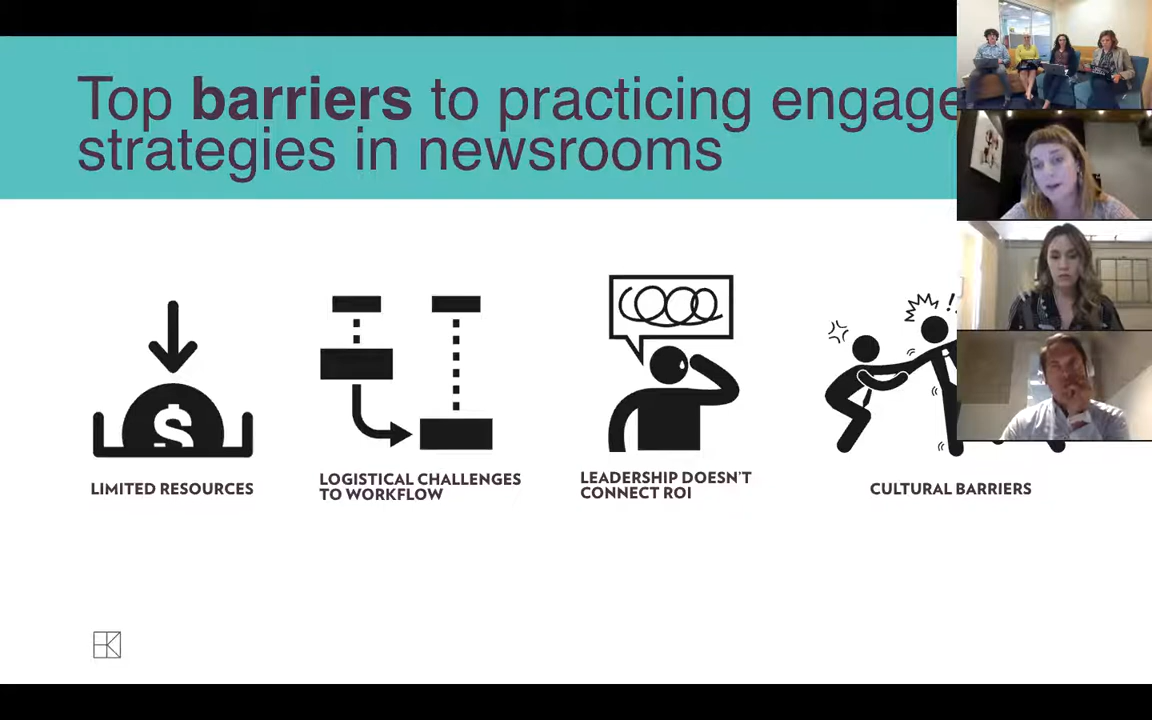 Top barriers to practicing engage
strategies in newsrooms
LIMITED RESOURCES
LOGISTICAL CHALLENGES
TO WORKFLOW
LEADERSHIP DOESN'T
CONNECT ROI
CULTURAL BARRIERS